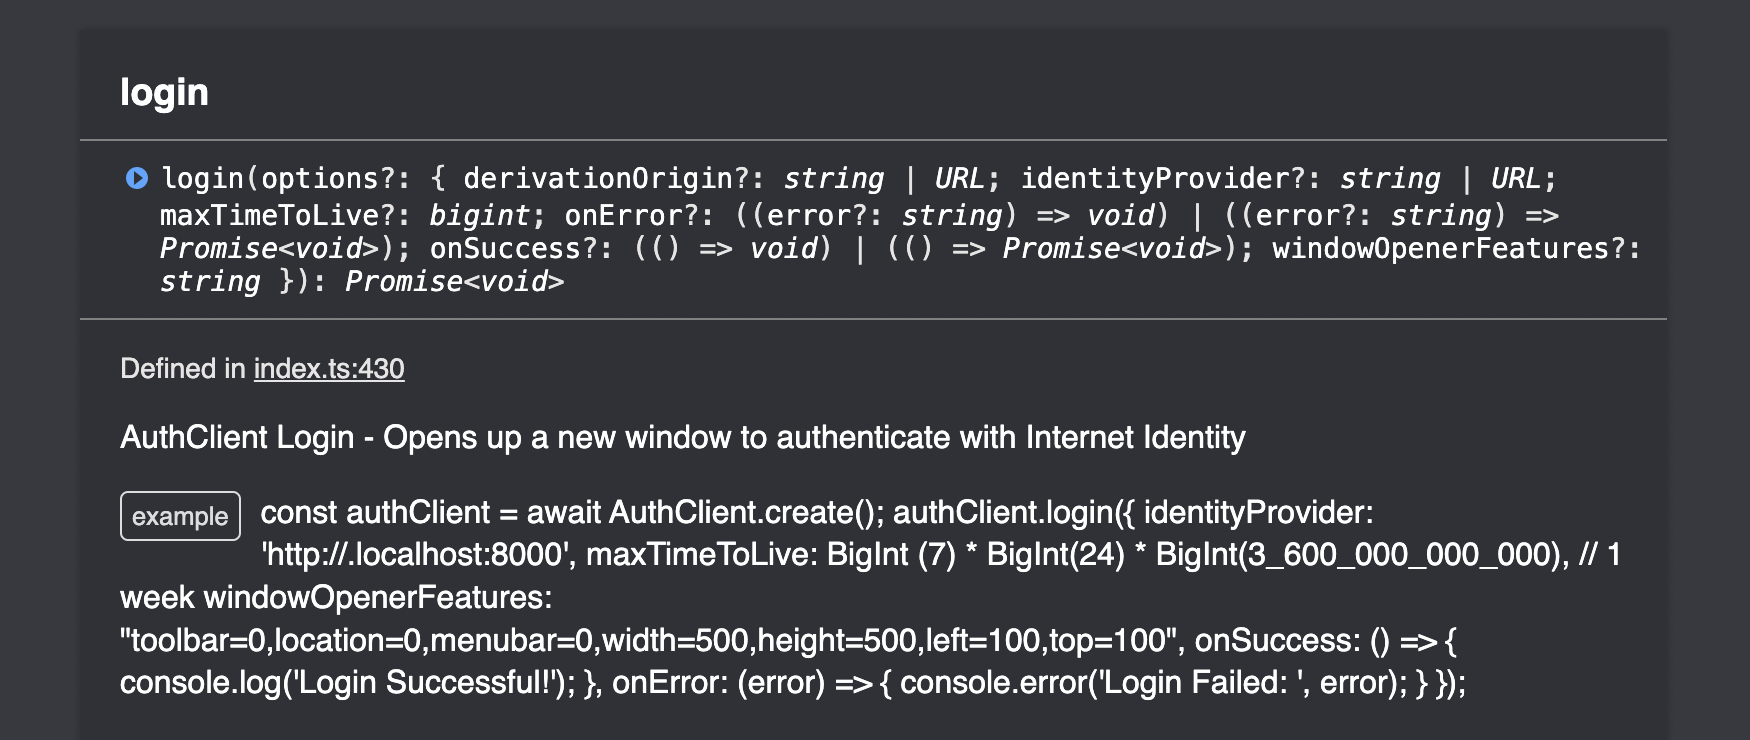 login
login(options?: { derivationOrigin?: string | URL; identityProvider?: string | URL;
maxTimeToLive?: bigint; onError?: ((error?: string) => void) | ((error?: string) =>
Promise<void>); onSuccess?: (() => void) | (() => Promise<void>); windowOpenerFeatures?:
string }): Promise<void>
Defined in index.ts:430
AuthClient Login - Opens up a new window to authenticate with Internet Identity
example const authClient = await AuthClient.create(); authClient.login({ identityProvider:
'http://.localhost:8000', maxTimeToLive: BigInt (7) * BigInt(24) * BigInt(3_600_000_000_000), // 1
week windowOpenerFeatures:
"toolbar=0,location=0,menubar=0,width=500,height=500,left=100,top=100", onSuccess: () => {
console.log('Login Successful!'); }, onError: (error) => { console.error('Login Failed: ', error); } });